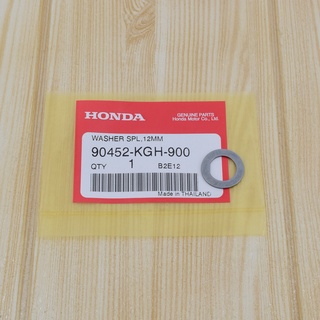 HONDA
GENUINE PARTS
Honda Motor Co., Ltd.
WASHER SPL,12MM
90452-KGH-900
QTY 1 B2E12
Made in THAILAND